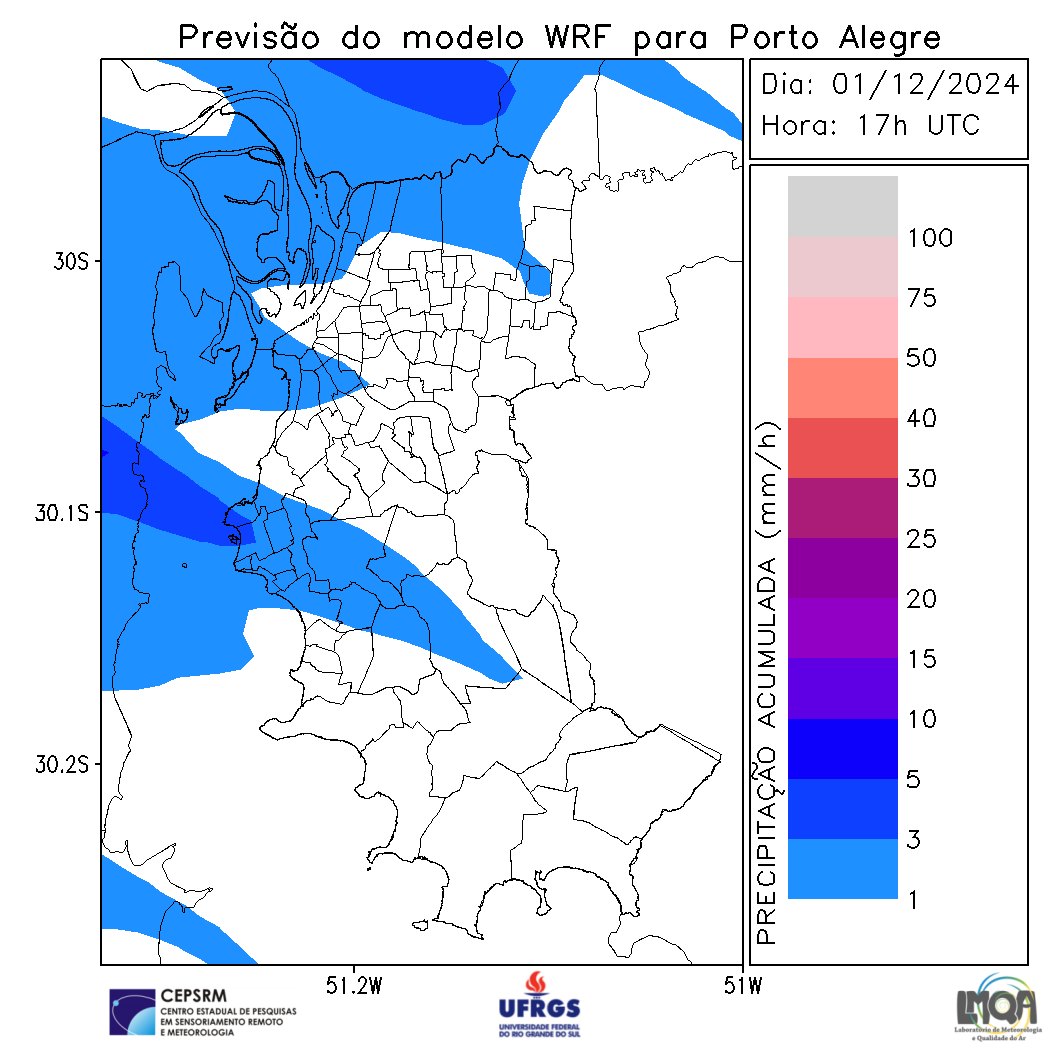 Previsão do modelo WRF para Porto Alegre
Dia: 01/12/2024
Hora: 17h UTC
30S
30.1S
30.2S
51.2W
51W
PRECIPITAÇÃO ACUMULADA (mm/h)
100
75
50
40
30
25
20
15
10
5
3
1
CEPSRM
CENTRO ESTADUAL DE PESQUISAS
EM SENSORIAMENTO REMOTO
E METEOROLOGIA
UFRGS
UNIVERSIDADE FEDERAL
DO RIO GRANDE DO SUL
LMQA
Laboratório de Meteorologia
e Qualidade do Ar